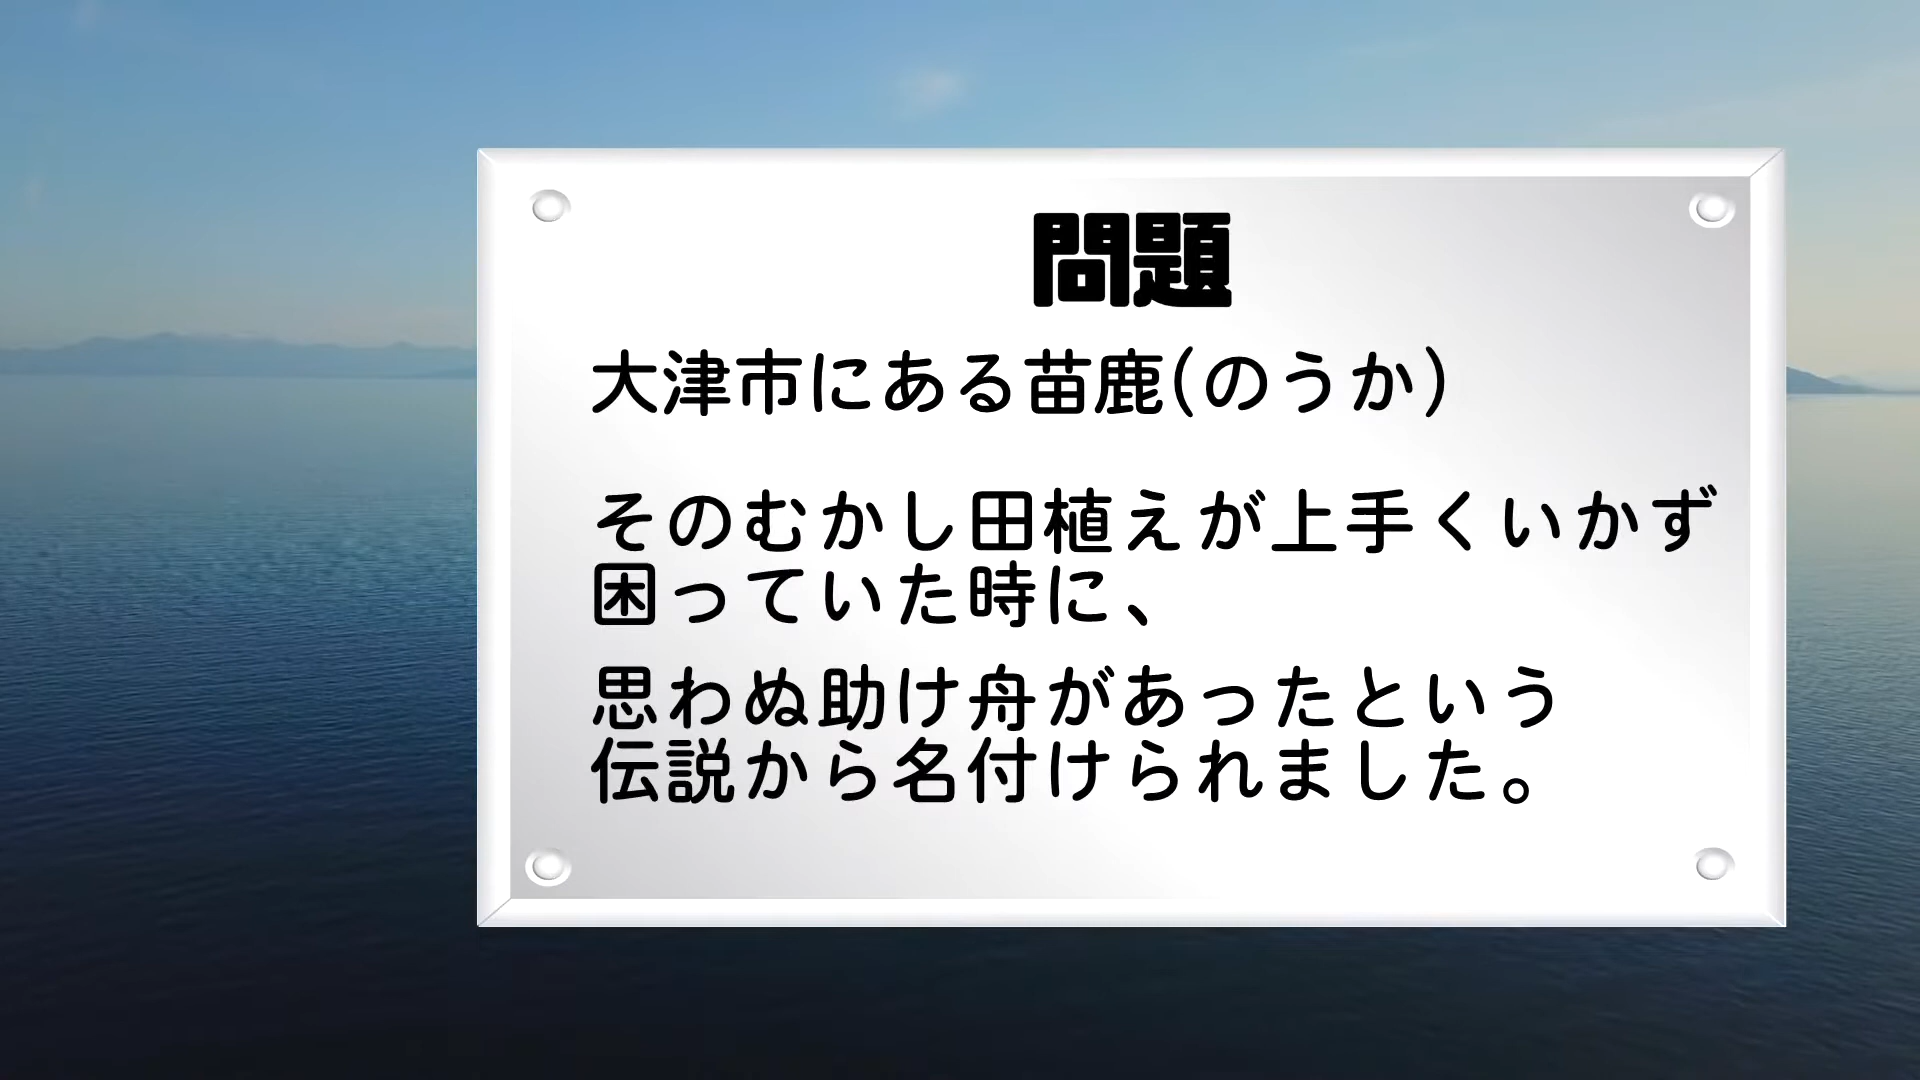 問題
大津市にある苗鹿(のうか)
そのむかし田植えが上手くいかず
困っていた時に、
思わぬ助け舟があったという
伝説から名付けられました。